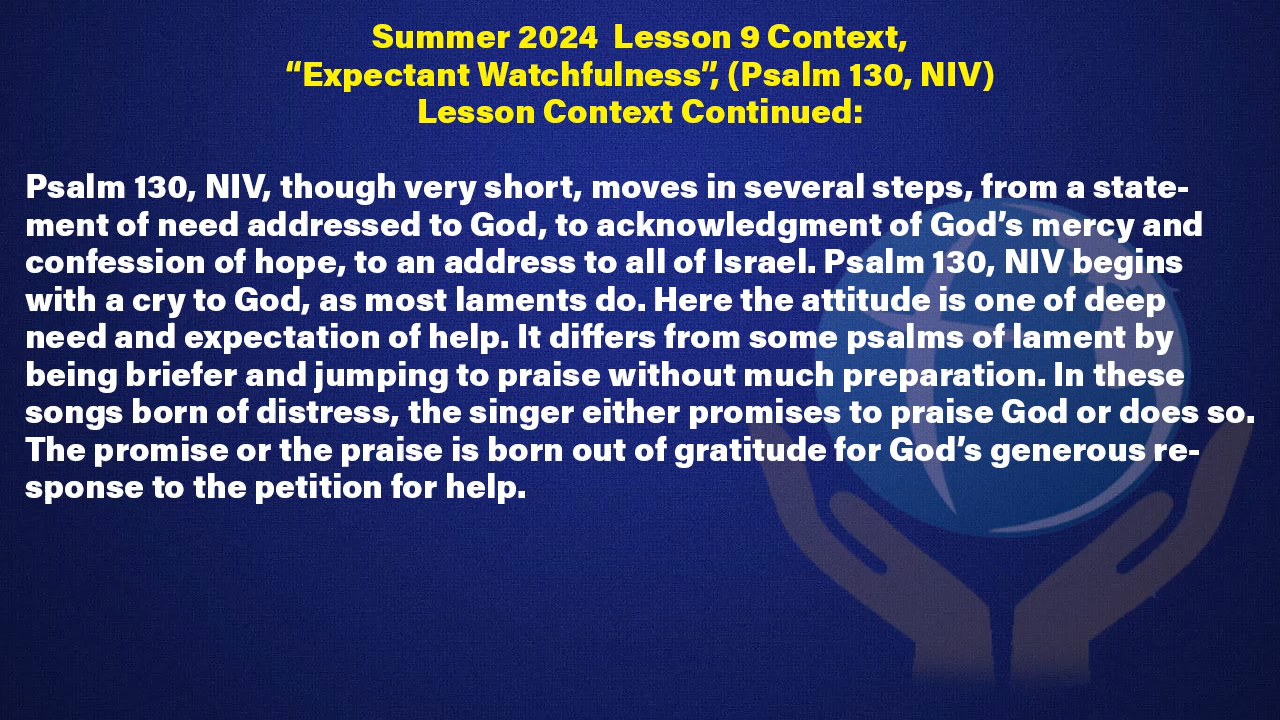 Summer 2024  Lesson 9 Context,
“Expectant Watchfulness”, (Psalm 130, NIV)
Lesson Context Continued:
Psalm 130, NIV, though very short, moves in several steps, from a state-
ment of need addressed to God, to acknowledgment of God’s mercy and
confession of hope, to an address to all of Israel. Psalm 130, NIV begins
with a cry to God, as most laments do. Here the attitude is one of deep
need and expectation of help. It differs from some psalms of lament by
being briefer and jumping to praise without much preparation. In these
songs born of distress, the singer either promises to praise God or does so.
The promise or the praise is born out of gratitude for God’s generous re-
sponse to the petition for help.